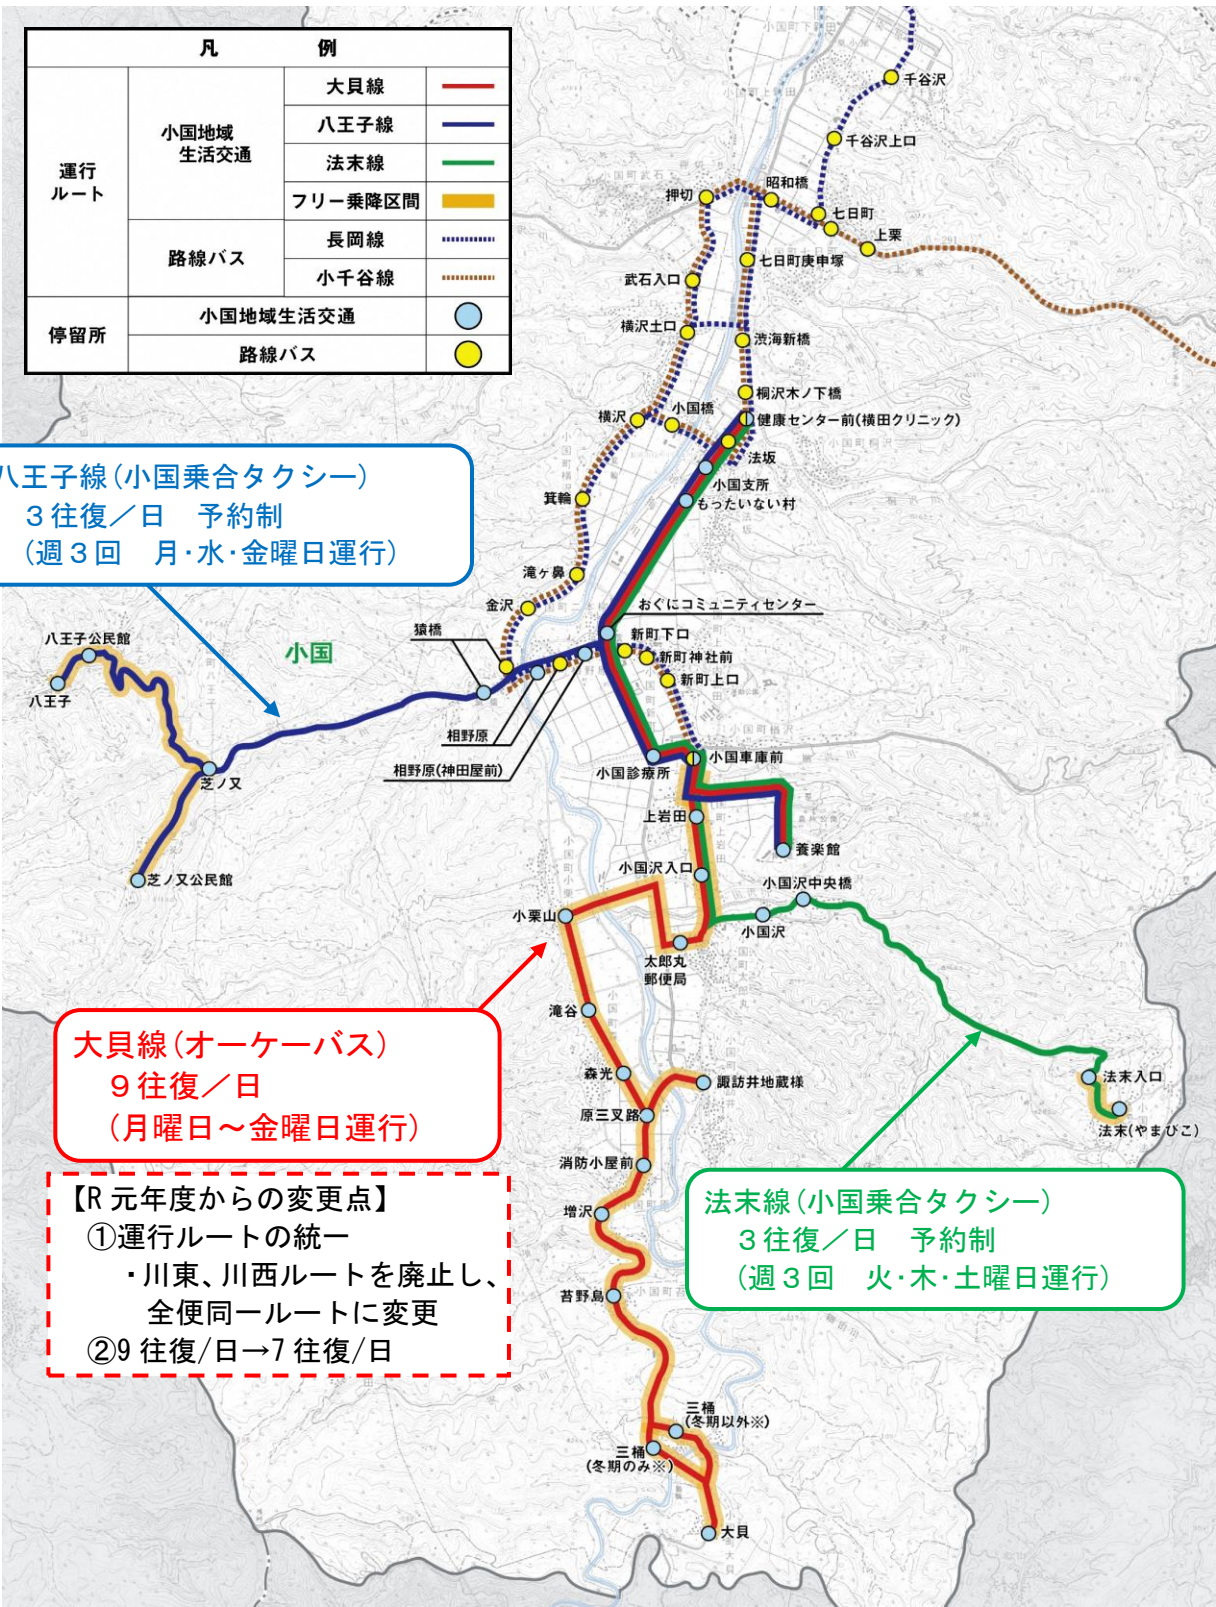 凡 例
運行
ルート
小国地域
生活交通
大貝線
八王子線
法末線
フリー乗降区間
路線バス
長岡線
小千谷線
停留所
小国地域生活交通
路線バス
千谷沢
千谷沢上口
昭和橋
押切
七日町
上栗
七日町庚申塚
武石入口
横沢土口
渋海新橋
桐沢木ノ下橋
小国橋
横沢
健康センター前(横田クリニック)
法坂
小国支所
もったいない村
箕輪
滝ヶ鼻
金沢
おぐにコミュニティセンター
猿橋
新町下口
新町神社前
新町上口
八王子公民館
八王子
小国
相野原
相野原(神田屋前)
小国診療所
小国車庫前
芝ノ又
上岩田
養楽館
芝ノ又公民館
小国沢入口
小国沢中央橋
小国沢
小栗山
太郎丸
郵便局
滝谷
森光
諏訪井地蔵様
原三叉路
法末入口
法末(やまびこ)
消防小屋前
増沢
苔野島
三桶
(冬期以外※)
三桶
(冬期のみ※)
大貝
八王子線(小国乗合タクシー)
3往復／日 予約制
(週3回 月・水・金曜日運行)
大貝線(オーケーバス)
9往復／日
(月曜日～金曜日運行)
【R元年度からの変更点】
①運行ルートの統一
・川東、川西ルートを廃止し、
全便同一ルートに変更
②9往復/日→7往復/日
法末線(小国乗合タクシー)
3往復／日 予約制
(週3回 火・木・土曜日運行)